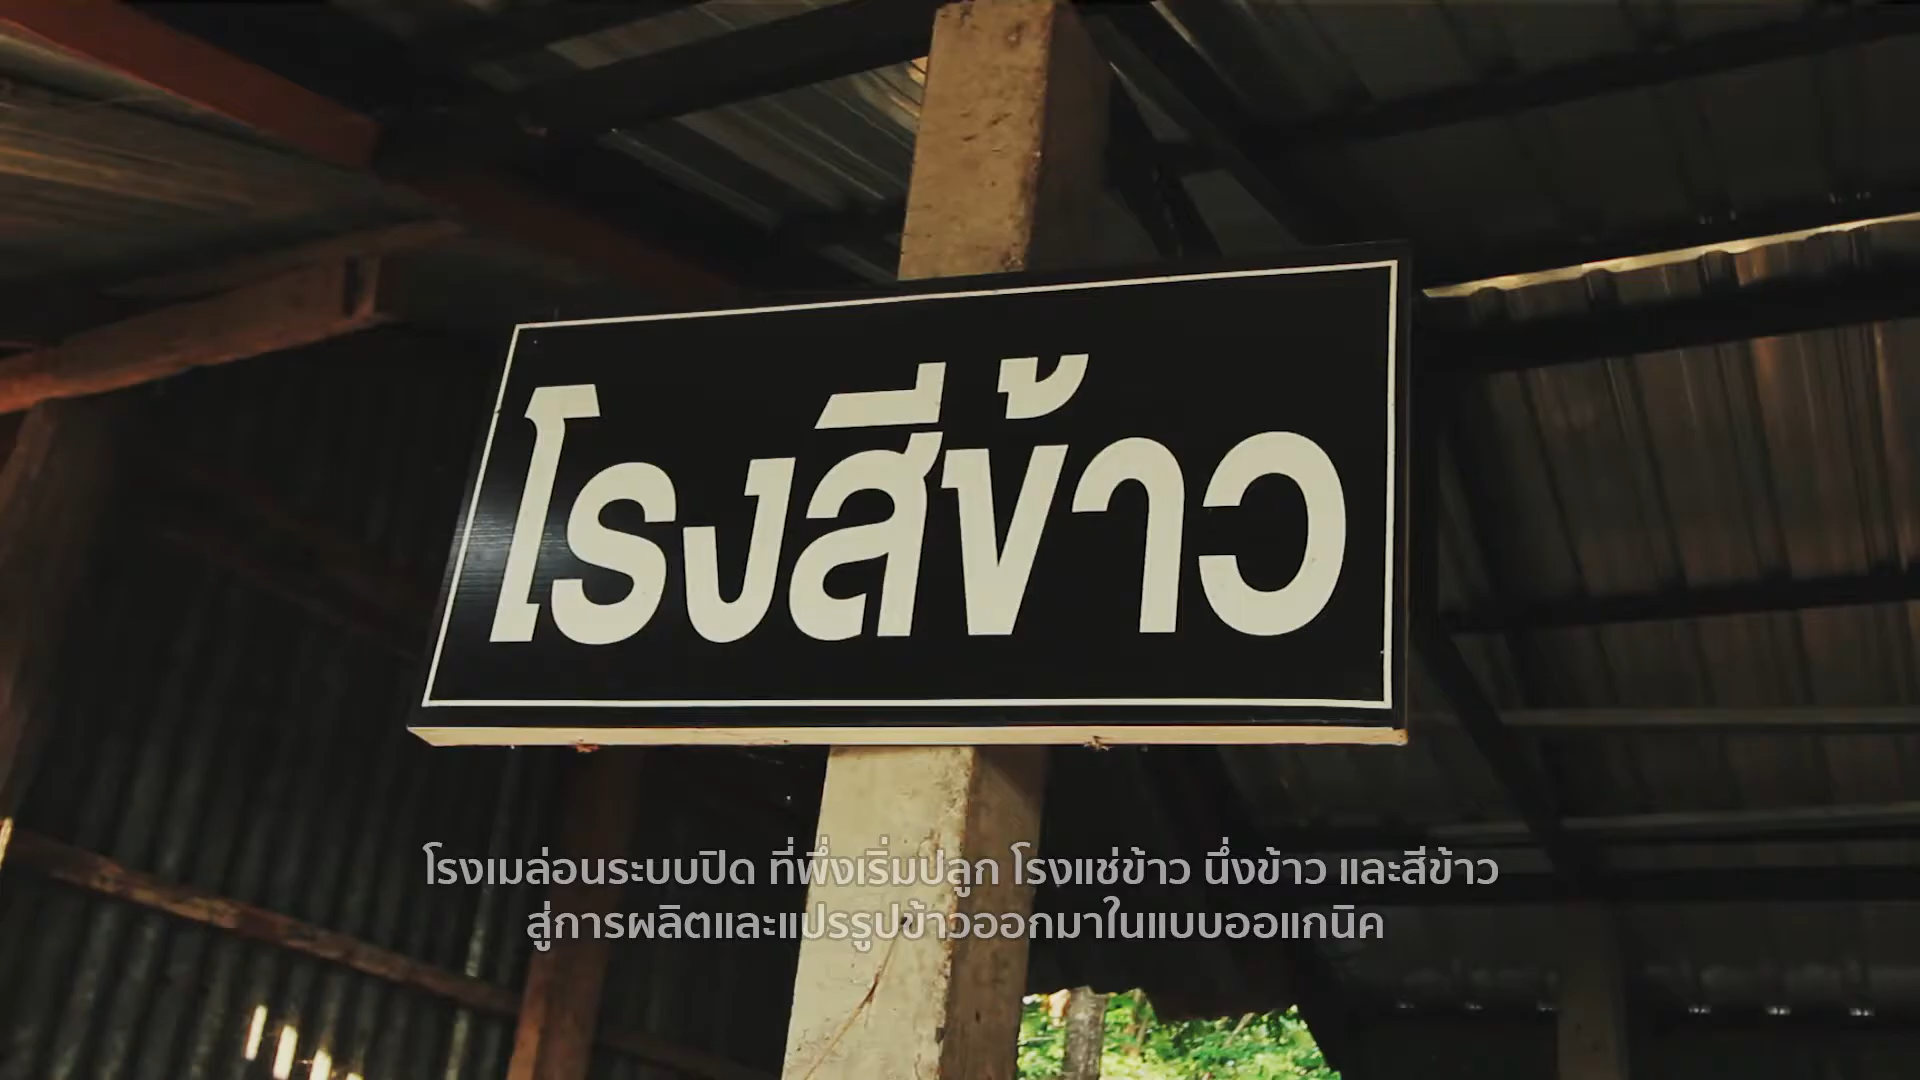 โรงสีข้าว
โรงเมล่อนระบบปิด ที่พึ่งเริ่มปลูก โรงแช่ข้าว นึ่งข้าว และสีข้าว
สู่การผลิตและแปรรูปข้าวออกมาในแบบออแกนิค